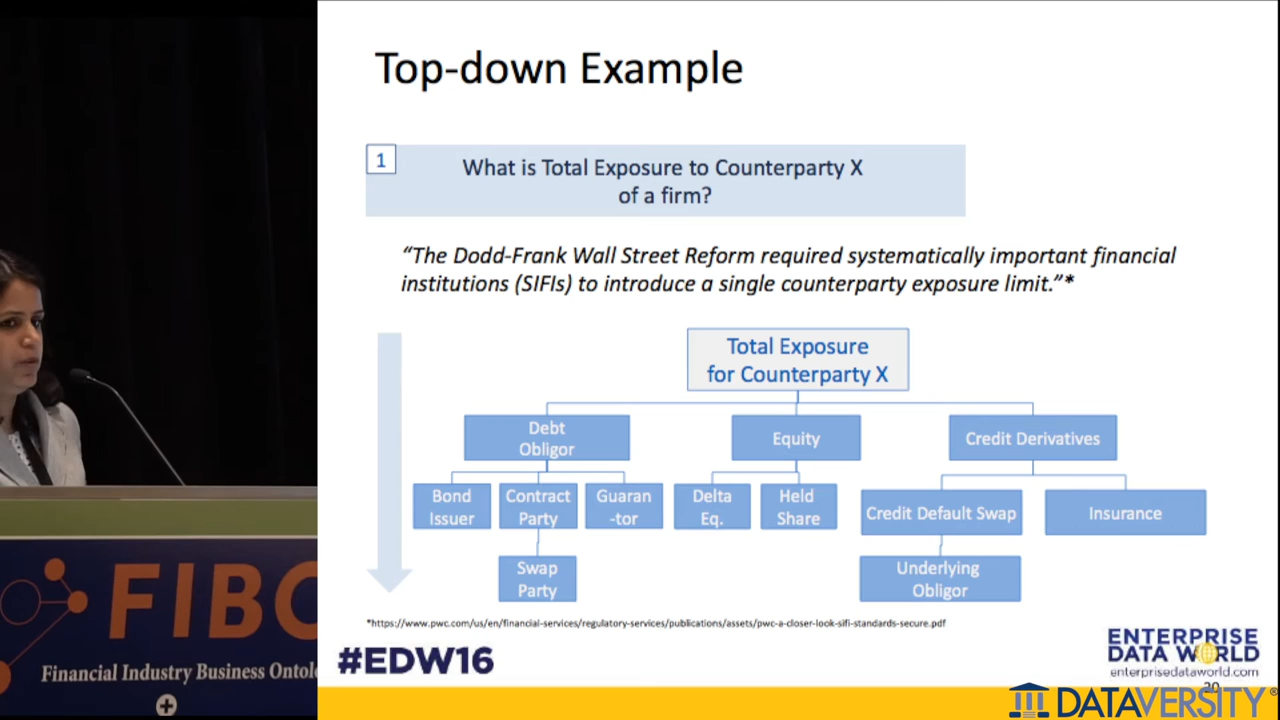 Top-down Example
1
What is Total Exposure to Counterparty X
of a firm?
“The Dodd-Frank Wall Street Reform required systematically important financial
institutions (SIFIs) to introduce a single counterparty exposure limit.”*
Total Exposure
for Counterparty X
Debt
Obligor
Equity
Credit Derivatives
Bond
Issuer
Contract
Party
Guaran
-tor
Delta
Eq.
Held
Share
Credit Default Swap
Insurance
Swap
Party
Underlying
Obligor
*https://www.pwc.com/us/en/financial-services/regulatory-services/publications/assets/pwc-a-closer-look-sifi-standards-secure.pdf
#EDW16
ENTERPRISE
DATA WORLD
enterprisedataworld.com
20
DATAVERSITY®
FIBO
Financial Industry Business Ontolo